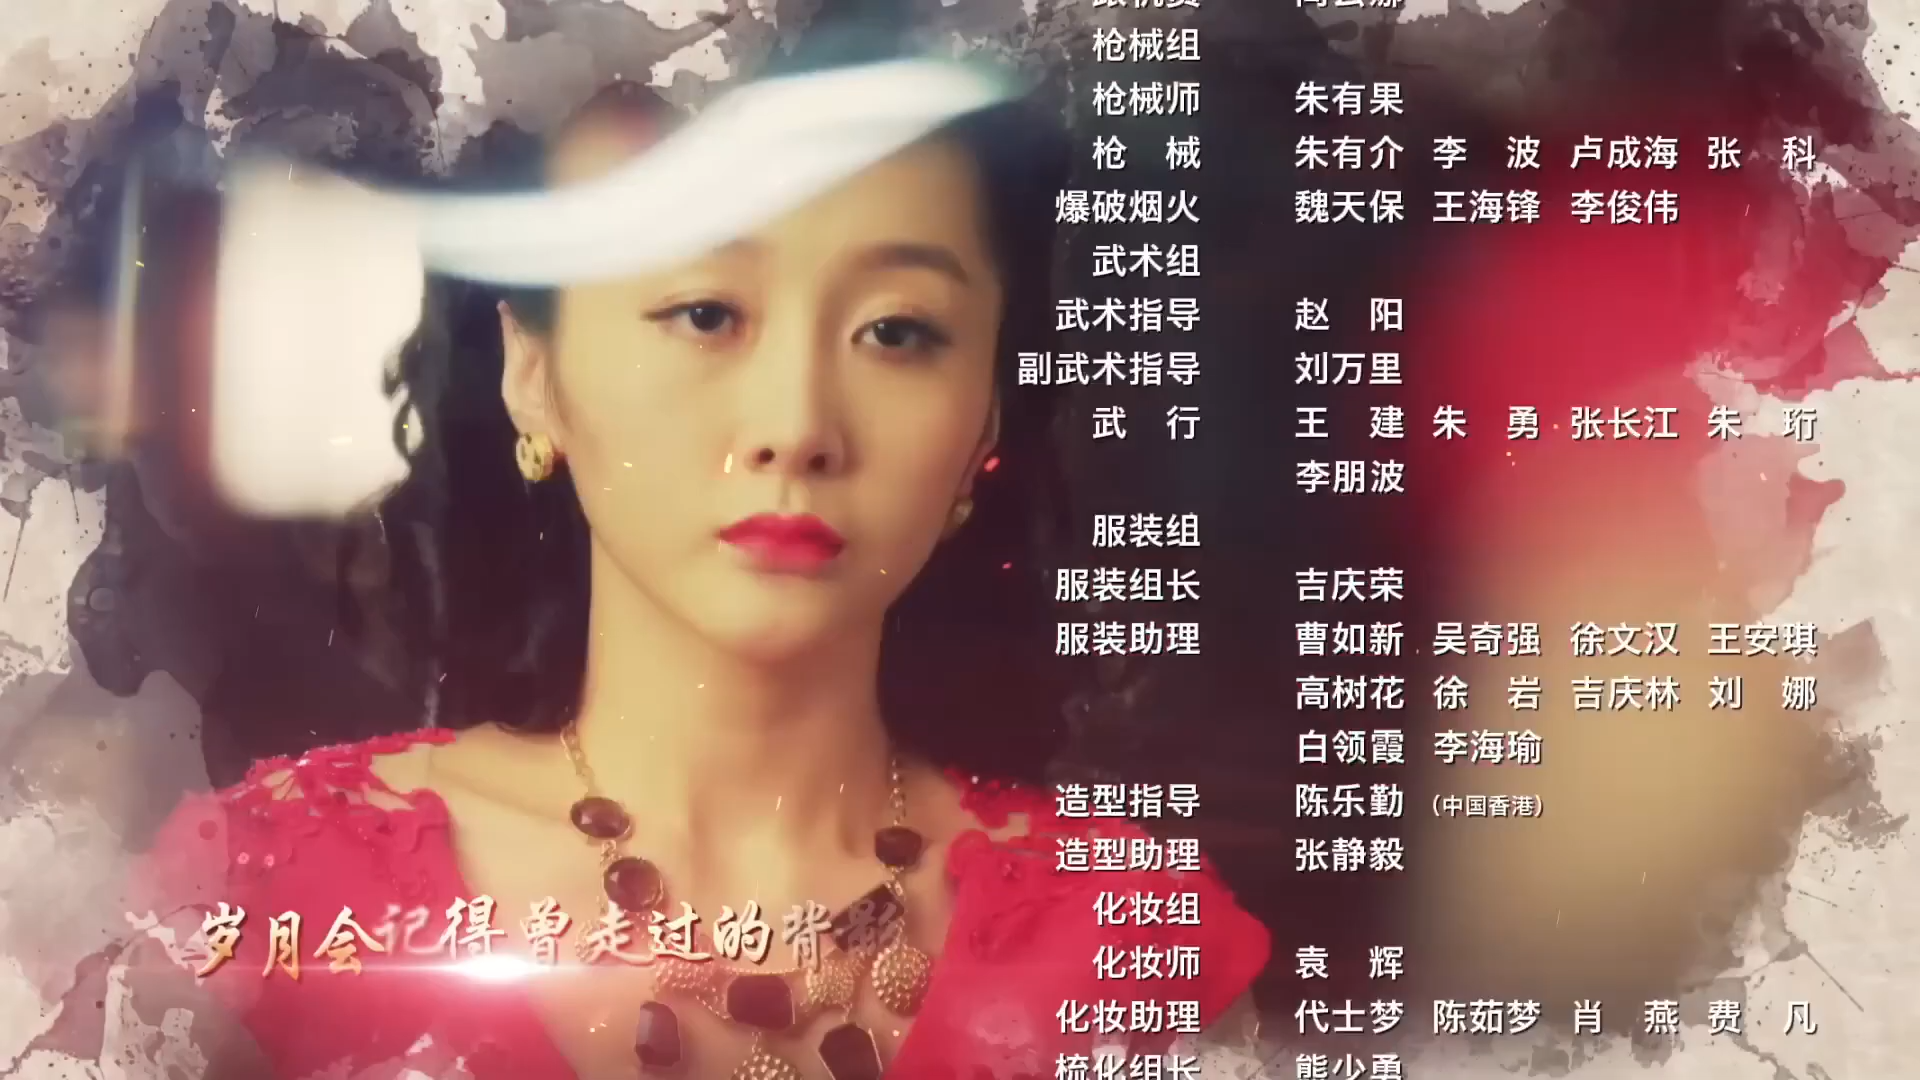 枪械组
枪械师 朱有果
枪 械 朱有介 李 波 卢成海 张 科
爆破烟火 魏天保 王海锋 李俊伟
武术组
武术指导 赵 阳
副武术指导 刘万里
武 行 王 建 朱 勇 张长江 朱 珩
李朋波
服装组
服装组长 吉庆荣
服装助理 曹如新 吴奇强 徐文汉 王安琪
高树花 徐 岩 吉庆林 刘 娜
白领霞 李海瑜
造型指导 陈乐勤 (中国香港)
造型助理 张静毅
化妆组
化妆师 袁 辉
化妆助理 代士梦 陈茹梦 肖 燕 费 凡
梳化组长 熊少勇
岁月会记得曾走过的背影